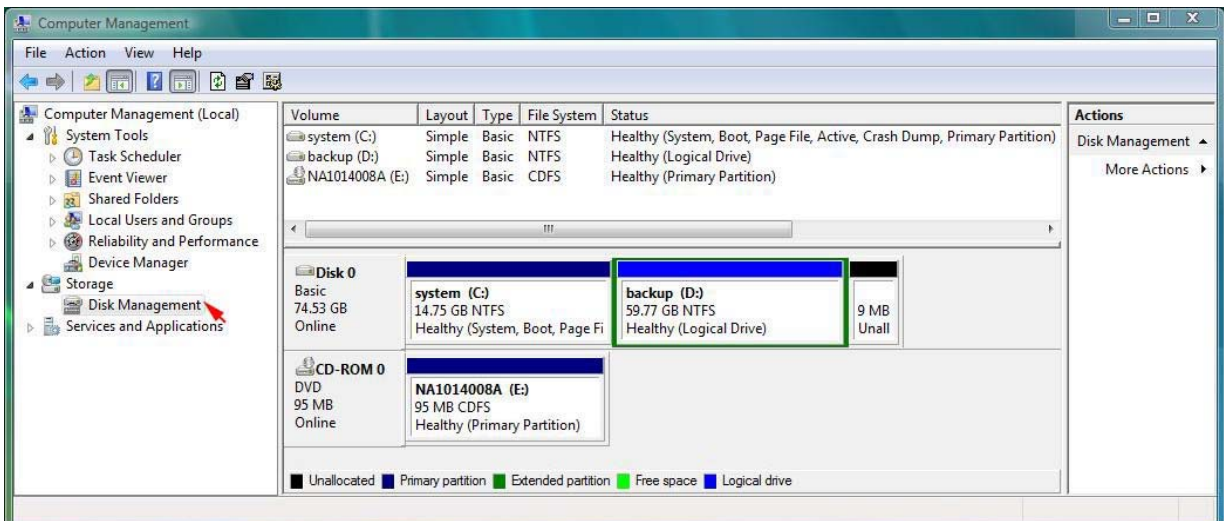 Computer Management
File Action View Help
Computer Management (Local)
System Tools
Task Scheduler
Event Viewer
Shared Folders
Local Users and Groups
Reliability and Performance
Device Manager
Storage
Disk Management
Services and Applications
Volume Layout Type File System Status
system (C:) Simple Basic NTFS Healthy (System, Boot, Page File, Active, Crash Dump, Primary Partition)
backup (D:) Simple Basic NTFS Healthy (Logical Drive)
NA1014008A (E:) Simple Basic CDFS Healthy (Primary Partition)
Disk 0
Basic
74.53 GB
Online
system (C:)
14.75 GB NTFS
Healthy (System, Boot, Page Fi
backup (D:)
59.77 GB NTFS
Healthy (Logical Drive)
9 MB
Unall
CD-ROM 0
DVD
95 MB
Online
NA1014008A (E:)
95 MB CDFS
Healthy (Primary Partition)
Unallocated Primary partition Extended partition Free space Logical drive
Actions
Disk Management
More Actions